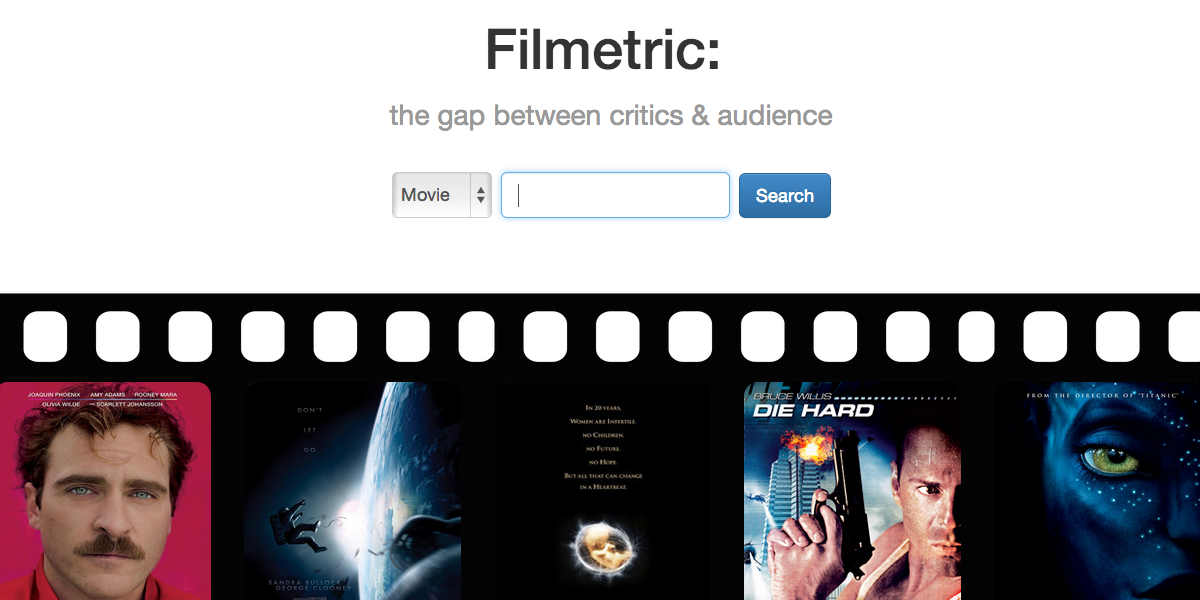 Filmetric:
the gap between critics & audience
Movie
Search
JOAQUIN PHOENIX AMY ADAMS ROONEY MARA
OLIVIA WILDE SCARLETT JOHANSSON
DON'T
LET
GO
SANDRA BULLOCK
GEORGE CLOONEY
IN 20 YEARS,
WOMEN ARE INFERTILE.
NO CHILDREN.
NO FUTURE.
NO HOPE.
BUT ALL THAT CAN CHANGE
IN A HEARTBEAT.
BRUCE WILLIS
DIE HARD
FROM THE DIRECTOR OF "TITANIC"